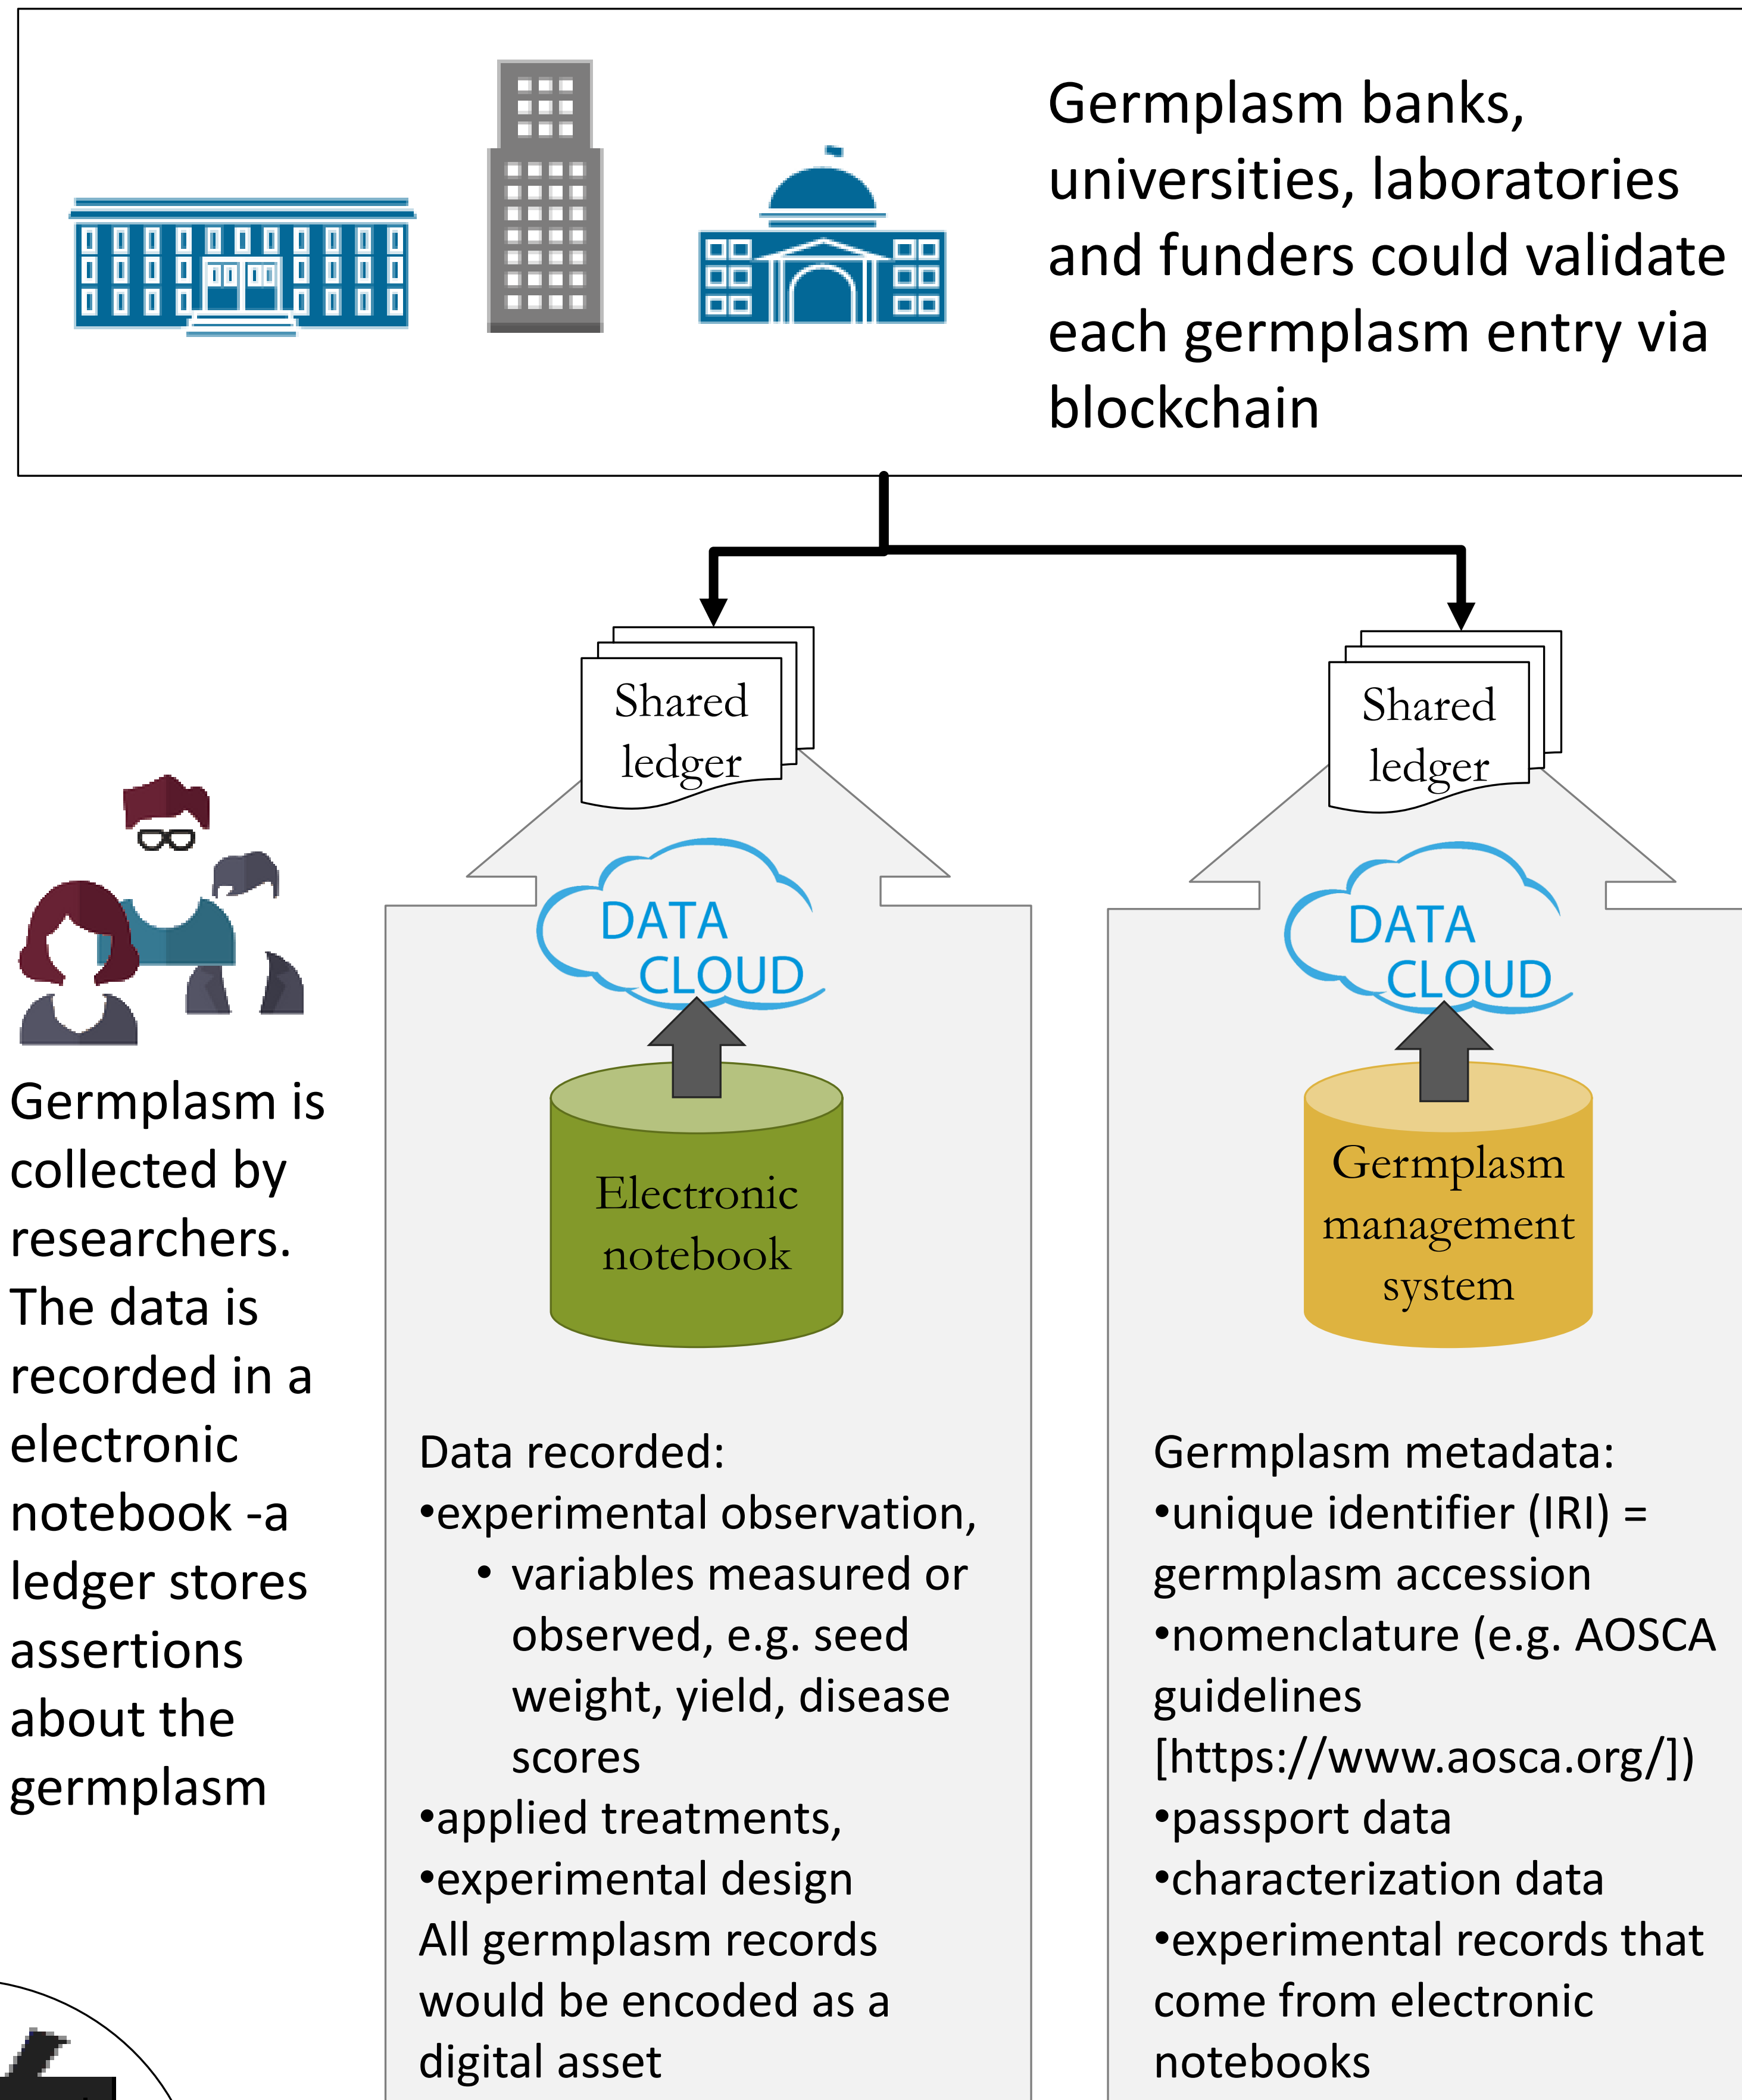 Germplasm banks,
universities, laboratories
and funders could validate
each germplasm entry via
blockchain
Shared
ledger
Shared
ledger
DATA
CLOUD
DATA
CLOUD
Germplasm is
collected by
researchers.
The data is
recorded in a
electronic
notebook -a
ledger stores
assertions
about the
germplasm
Electronic
notebook
Germplasm
management
system
Data recorded:
•experimental observation,
• variables measured or
observed, e.g. seed
weight, yield, disease
scores
•applied treatments,
•experimental design
All germplasm records
would be encoded as a
digital asset
Germplasm metadata:
•unique identifier (IRI) =
germplasm accession
•nomenclature (e.g. AOSCA
guidelines
[https://www.aosca.org/])
•passport data
•characterization data
•experimental records that
come from electronic
notebooks